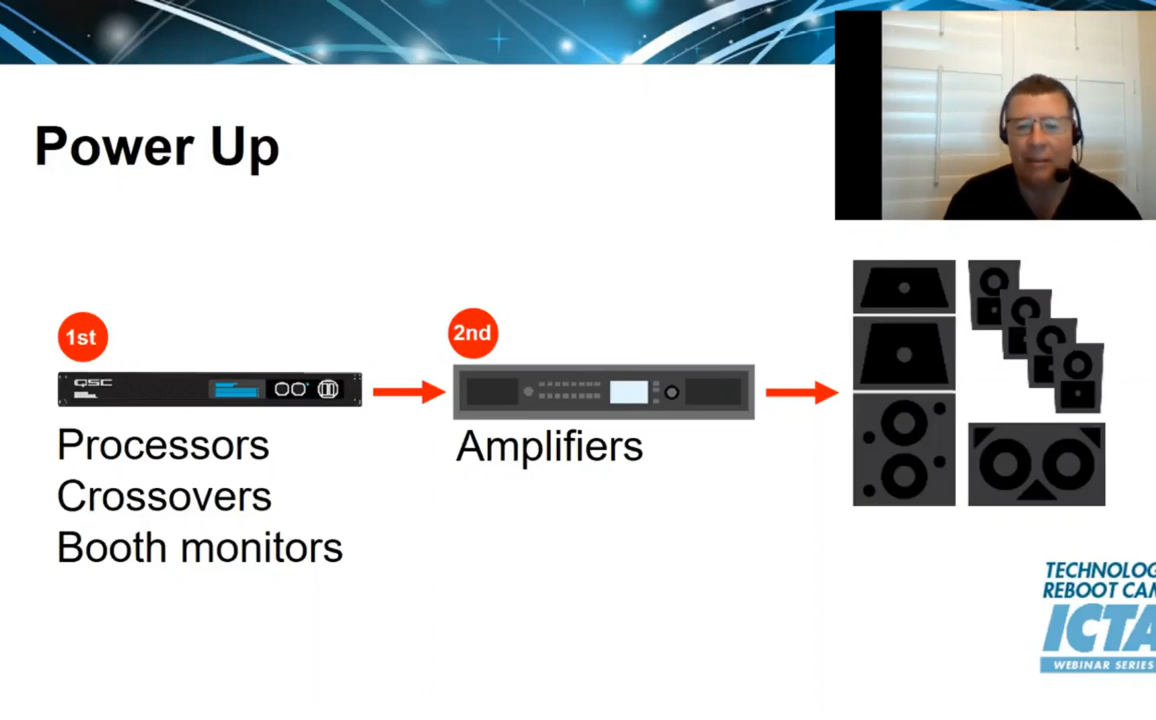 Power Up
1st
2nd
QSC
Processors
Crossovers
Booth monitors
Amplifiers
TECHNOLOG
REBOOT CAM
ICTA
WEBINAR SERIES